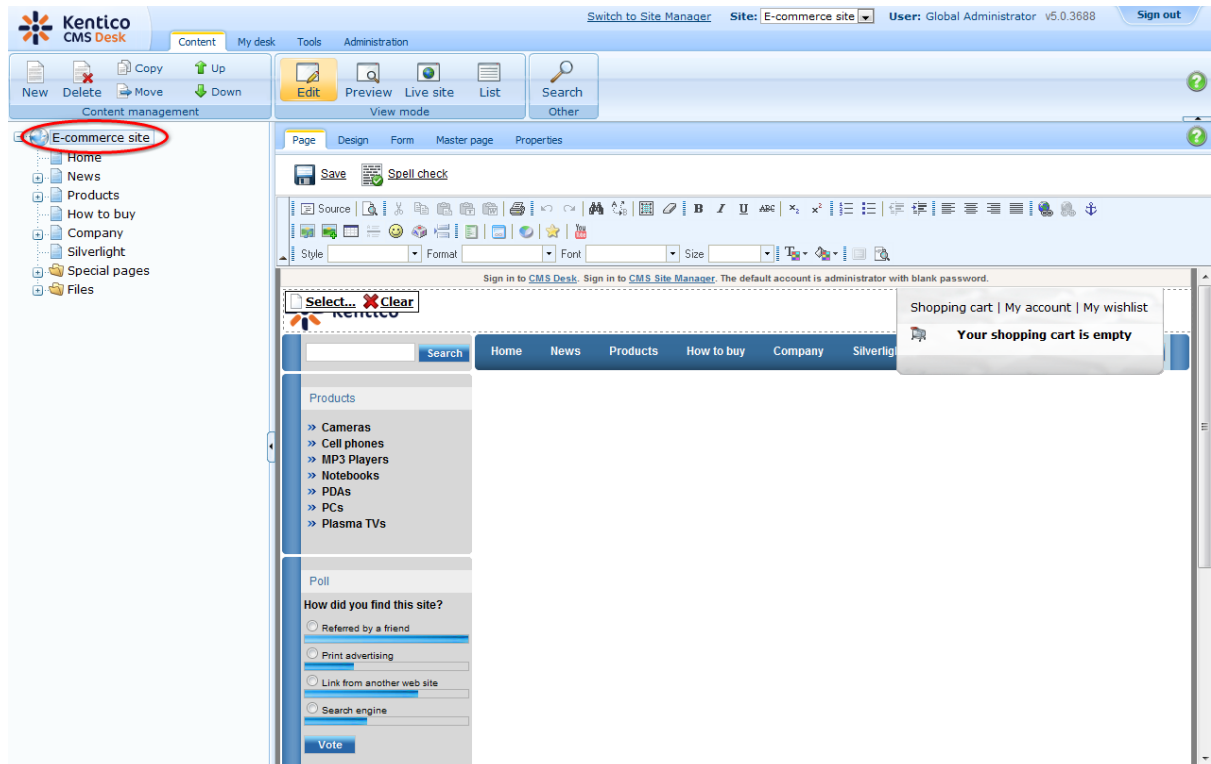 Kentico
CMS Desk
Switch to Site Manager Site: E-commerce site User: Global Administrator v5.0.3688 Sign out
Content My desk Tools Administration
New Delete Copy Move Up Down
Content management
Edit Preview Live site List
View mode
Search
Other
E-commerce site
Home
News
Products
How to buy
Company
Silverlight
Special pages
Files
Page Design Form Master page Properties
Save Spell check
Source B I U ABC x₂ x²
Style Format Font Size
Sign in to CMS Desk. Sign in to CMS Site Manager. The default account is administrator with blank password.
Select... Clear
Kentico
Shopping cart | My account | My wishlist
Your shopping cart is empty
Search Home News Products How to buy Company Silverlig
Products
» Cameras
» Cell phones
» MP3 Players
» Notebooks
» PDAs
» PCs
» Plasma TVs
Poll
How did you find this site?
Referred by a friend
Print advertising
Link from another web site
Search engine
Vote